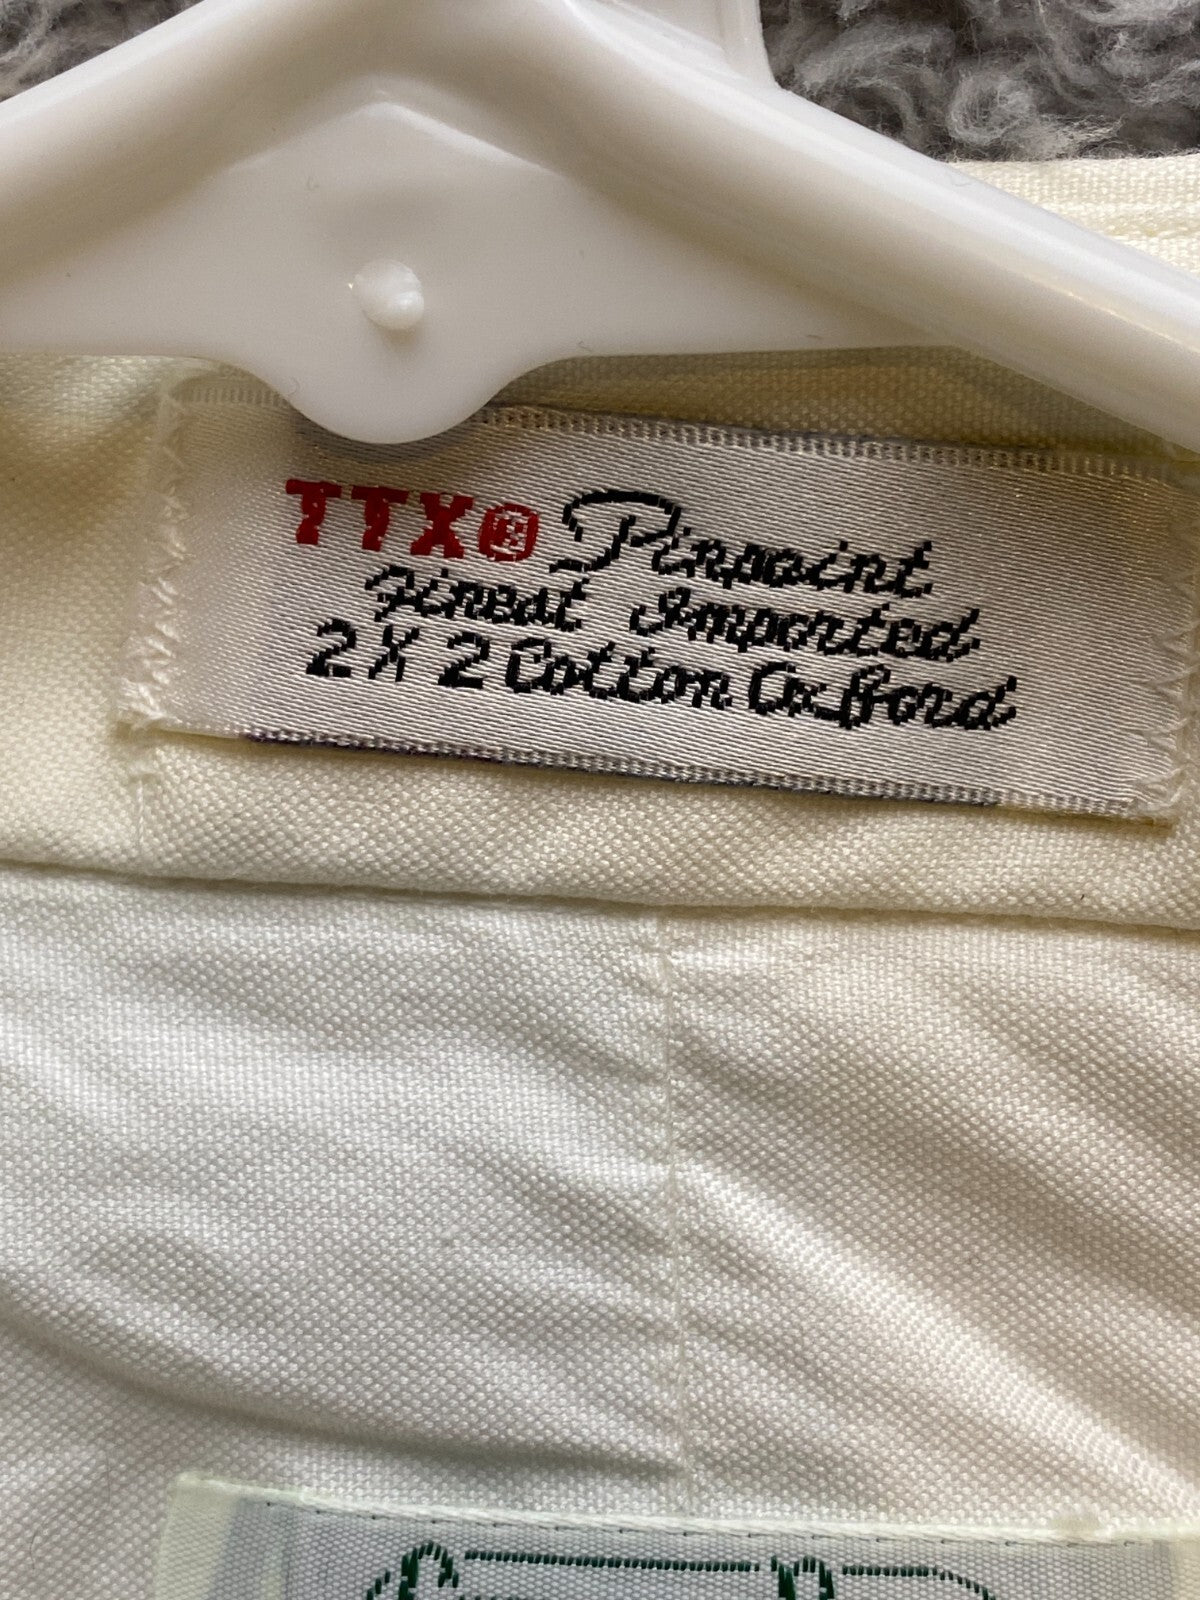 TTX® Pinpoint
Finest Imported
2 X 2 Cotton Oxford